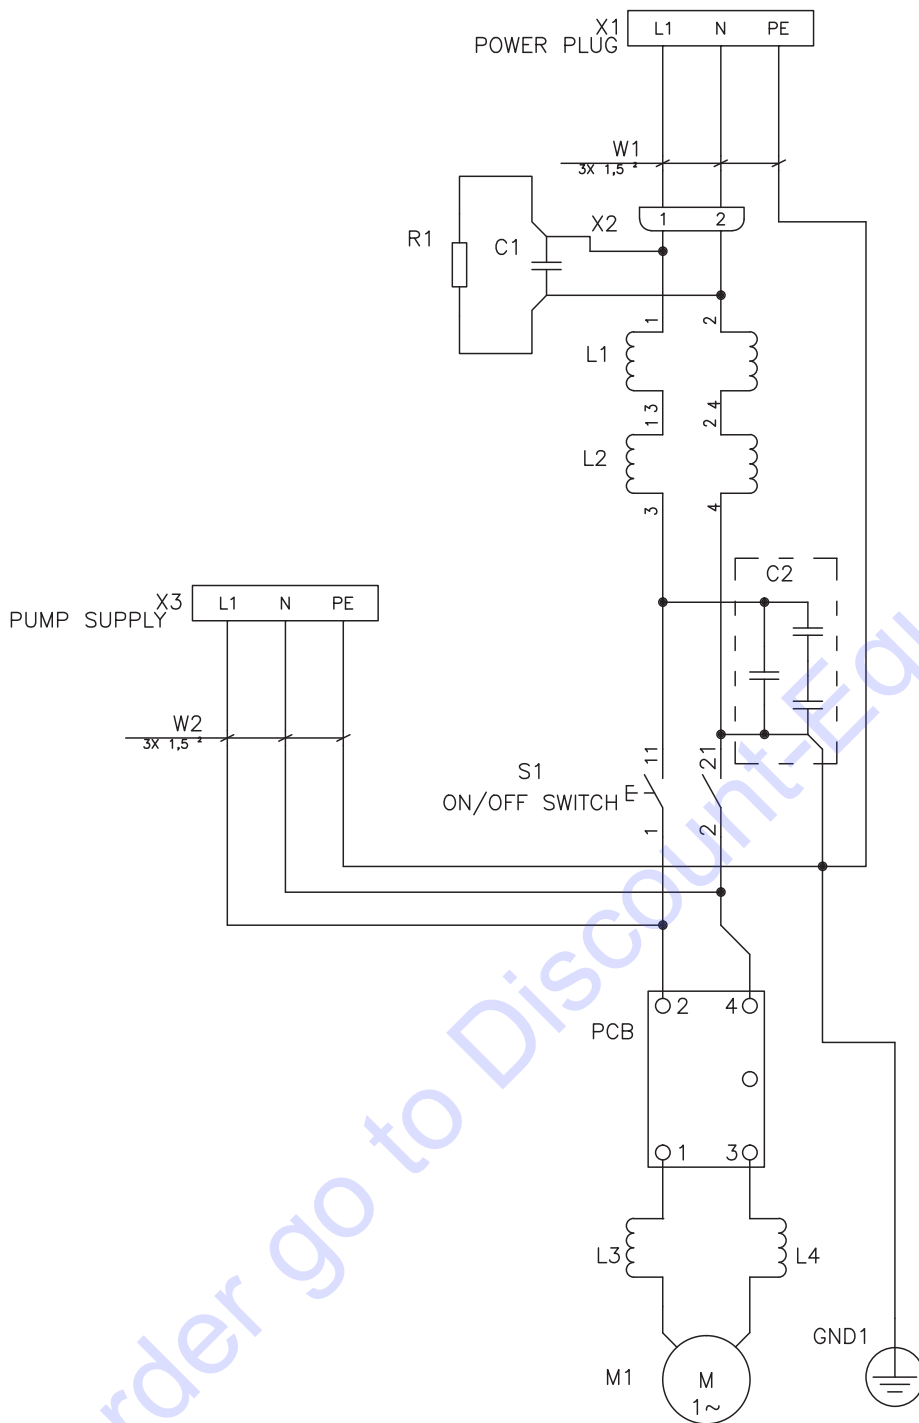 X1 L1 N PE
POWER PLUG
W1
3X 1,5 ²
X2 1 2
R1 C1
1 2
L1
3 4
1 2
L2
3 4
C2
X3 L1 N PE
PUMP SUPPLY
W2
3X 1,5 ²
11 21
S1
ON/OFF SWITCH
1 2
2 4
PCB
1 3
L3 L4
GND1
M1 M
1~
rder go to Discount-Equ